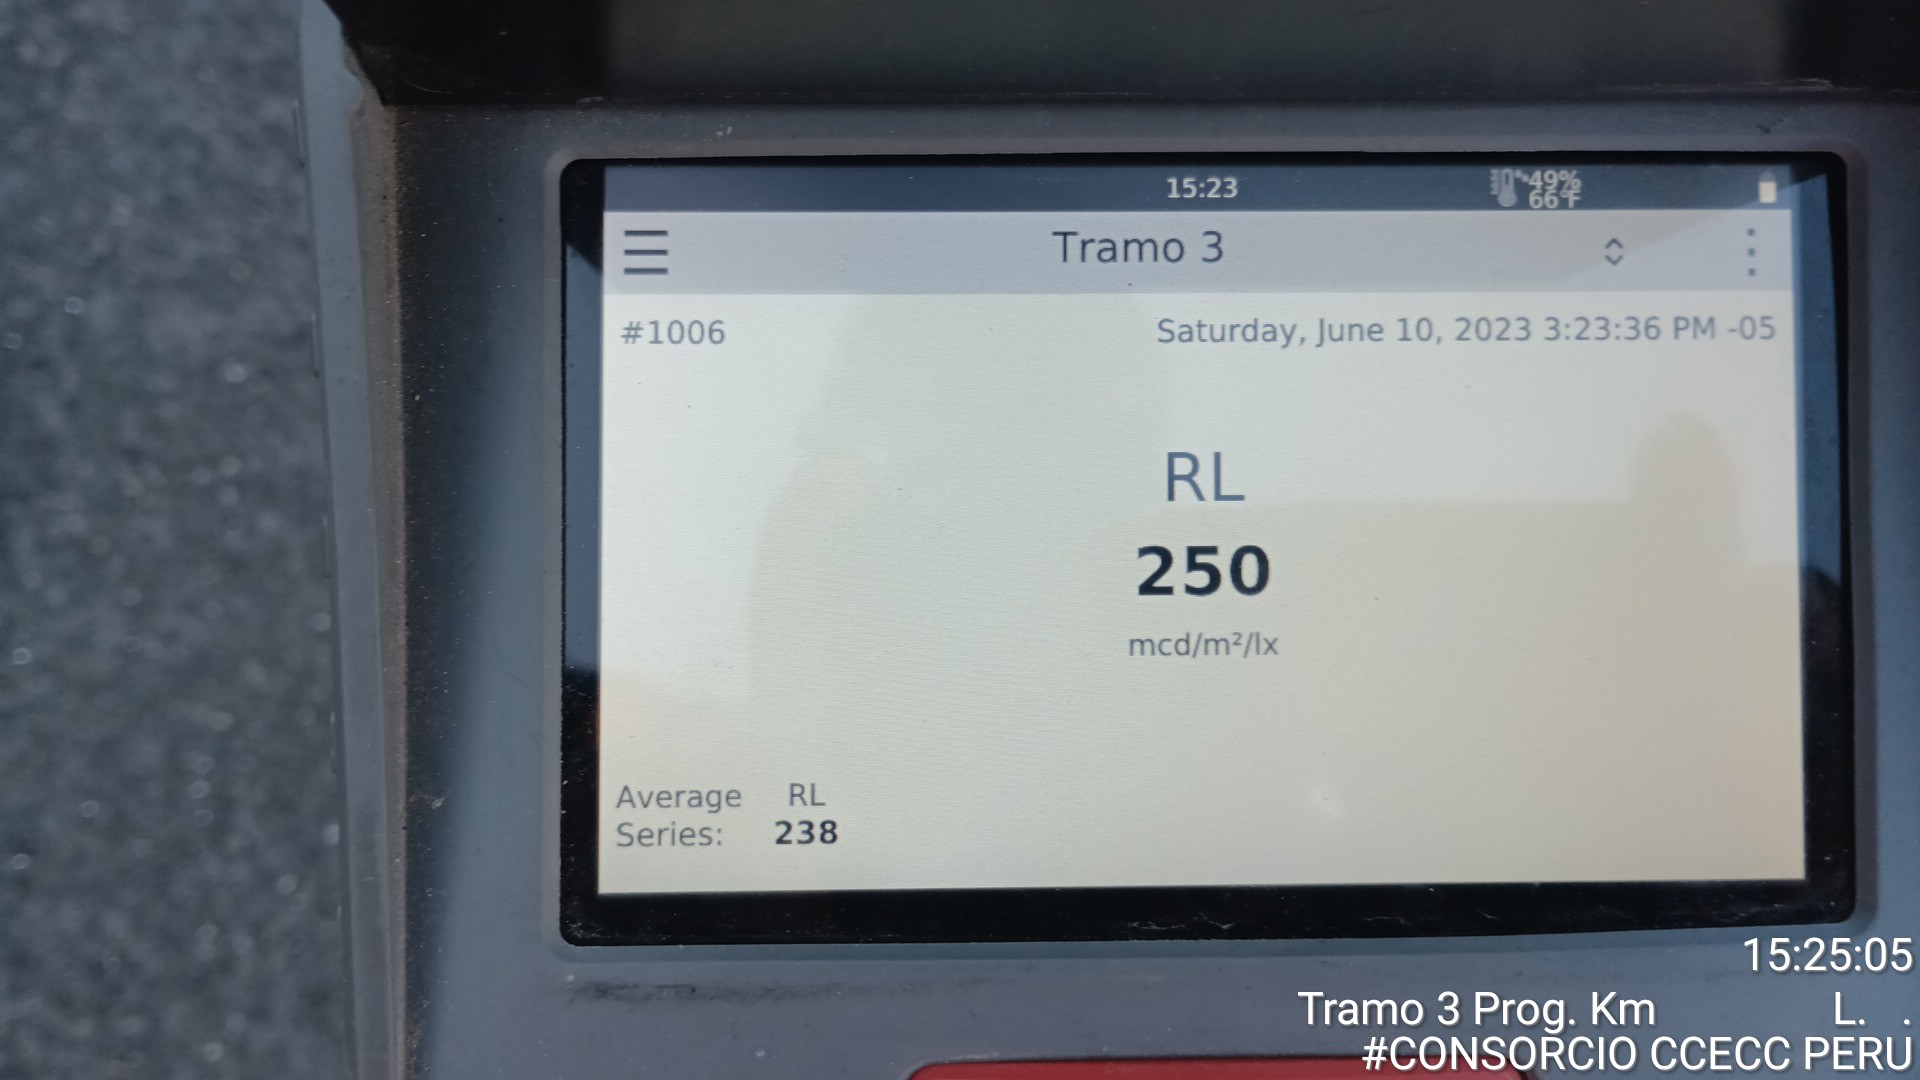 15:23
49%
66°F
Tramo 3
#1006
Saturday, June 10, 2023 3:23:36 PM -05
RL
250
mcd/m²/lx
Average RL
Series: 238
15:25:05
Tramo 3 Prog. Km L. .
#CONSORCIO CCECC PERU